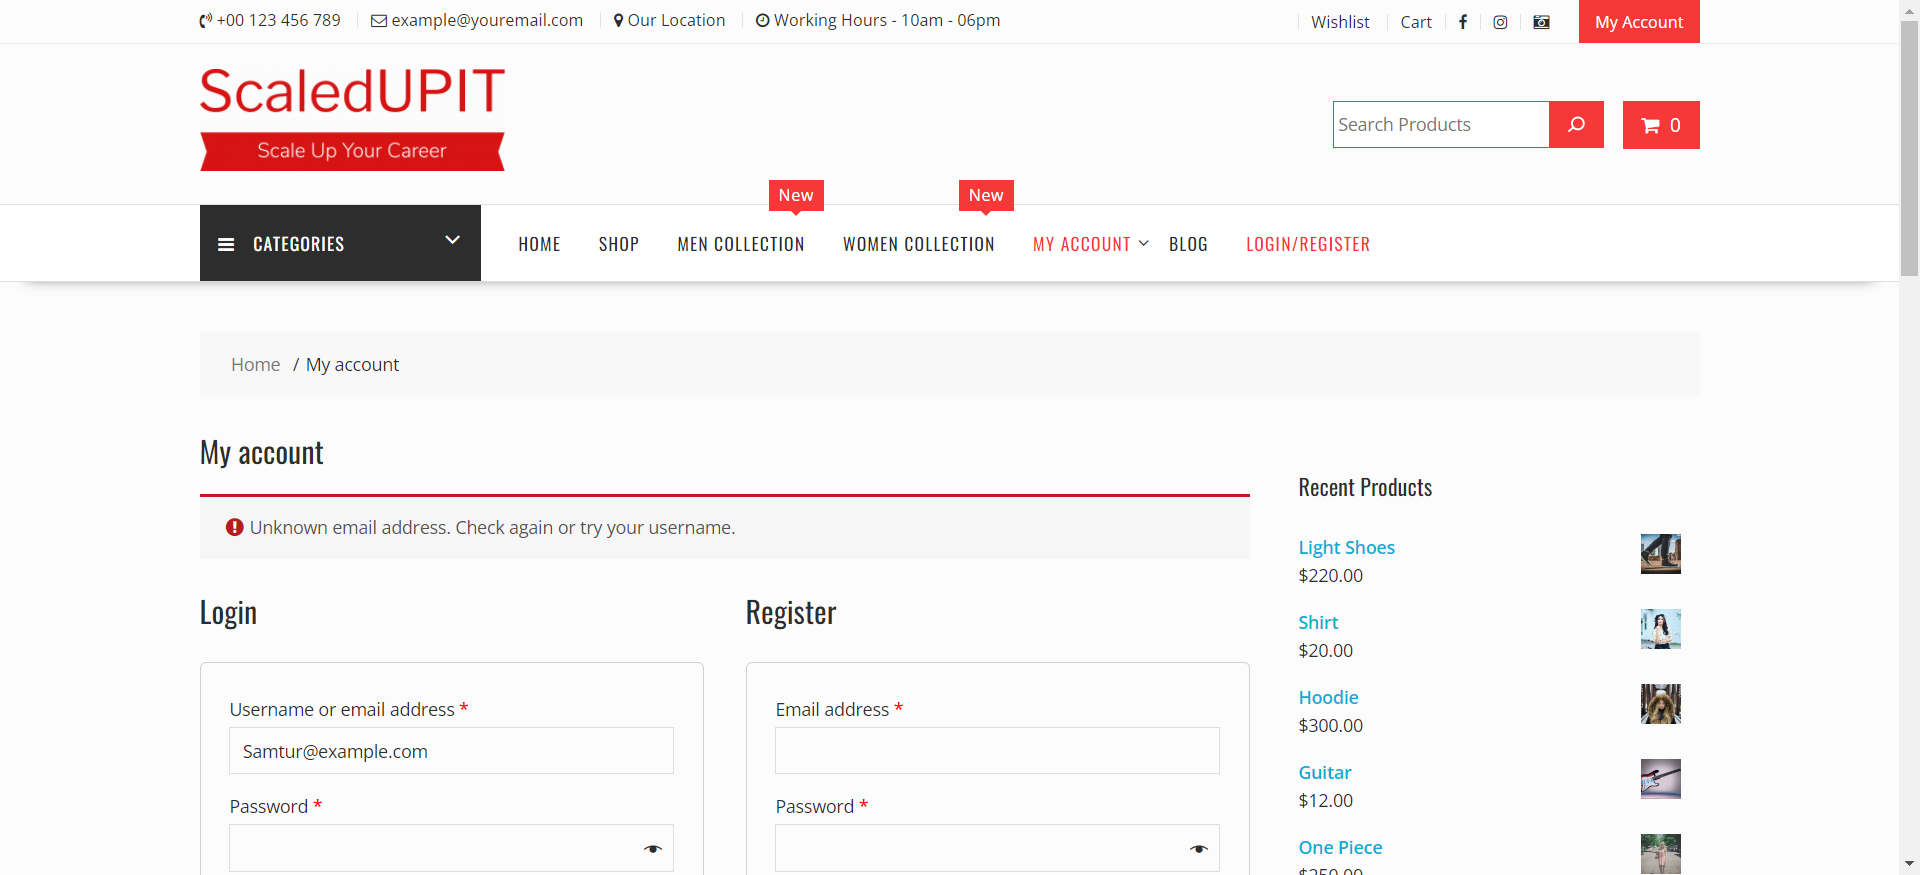 +00 123 456 789 example@youremail.com Our Location Working Hours - 10am - 06pm Wishlist Cart My Account
ScaledUPIT
Scale Up Your Career
Search Products 0
New New
CATEGORIES HOME SHOP MEN COLLECTION WOMEN COLLECTION MY ACCOUNT BLOG LOGIN/REGISTER
Home / My account
My account
Unknown email address. Check again or try your username.
Login
Username or email address *
Samtur@example.com
Password *
Register
Email address *
Password *
Recent Products
Light Shoes
$220.00
Shirt
$20.00
Hoodie
$300.00
Guitar
$12.00
One Piece
$350.00